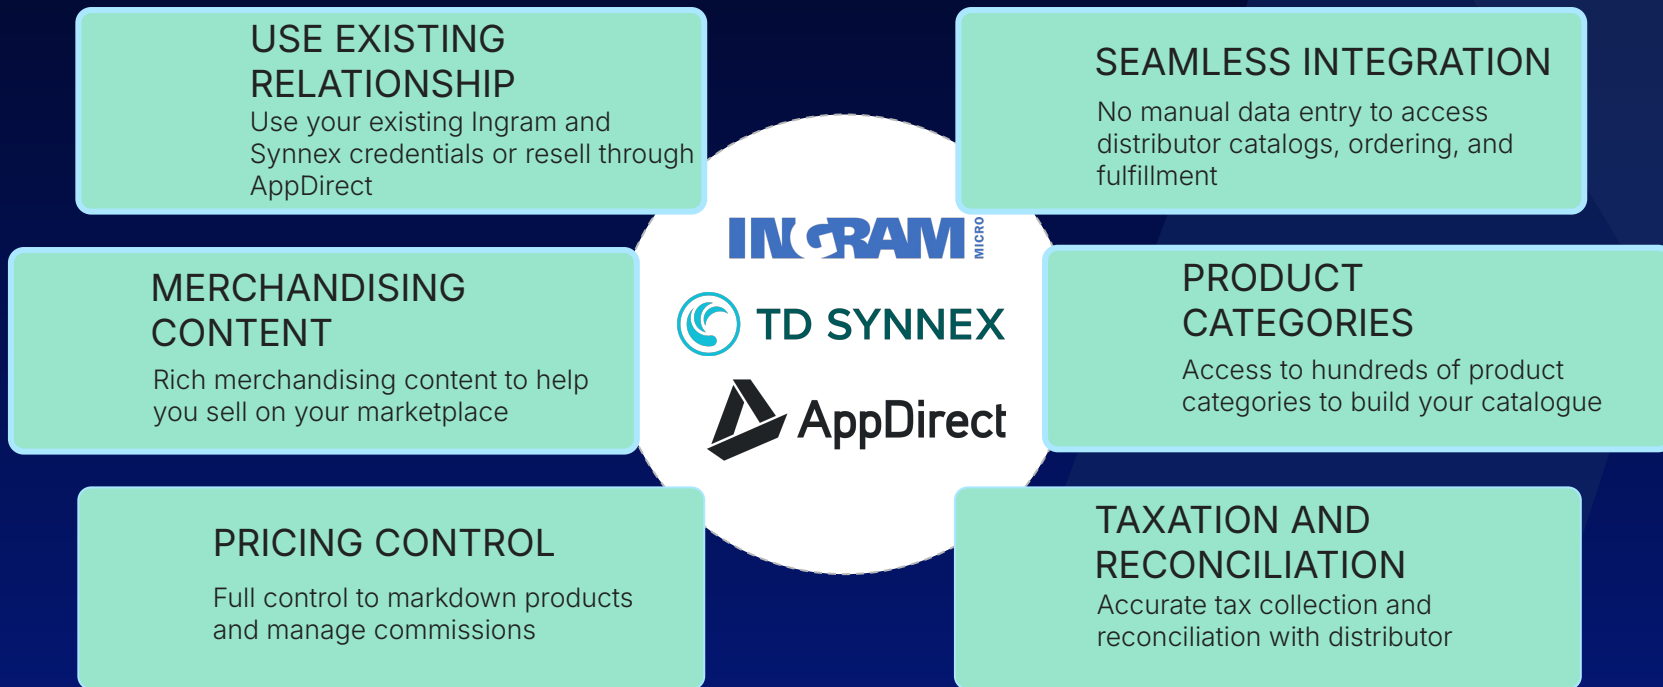 USE EXISTING
RELATIONSHIP
Use your existing Ingram and
Synnex credentials or resell through
AppDirect
SEAMLESS INTEGRATION
No manual data entry to access
distributor catalogs, ordering, and
fulfillment
INGRAM MICRO
TD SYNNEX
AppDirect
MERCHANDISING
CONTENT
Rich merchandising content to help
you sell on your marketplace
PRODUCT
CATEGORIES
Access to hundreds of product
categories to build your catalogue
PRICING CONTROL
Full control to markdown products
and manage commissions
TAXATION AND
RECONCILIATION
Accurate tax collection and
reconciliation with distributor